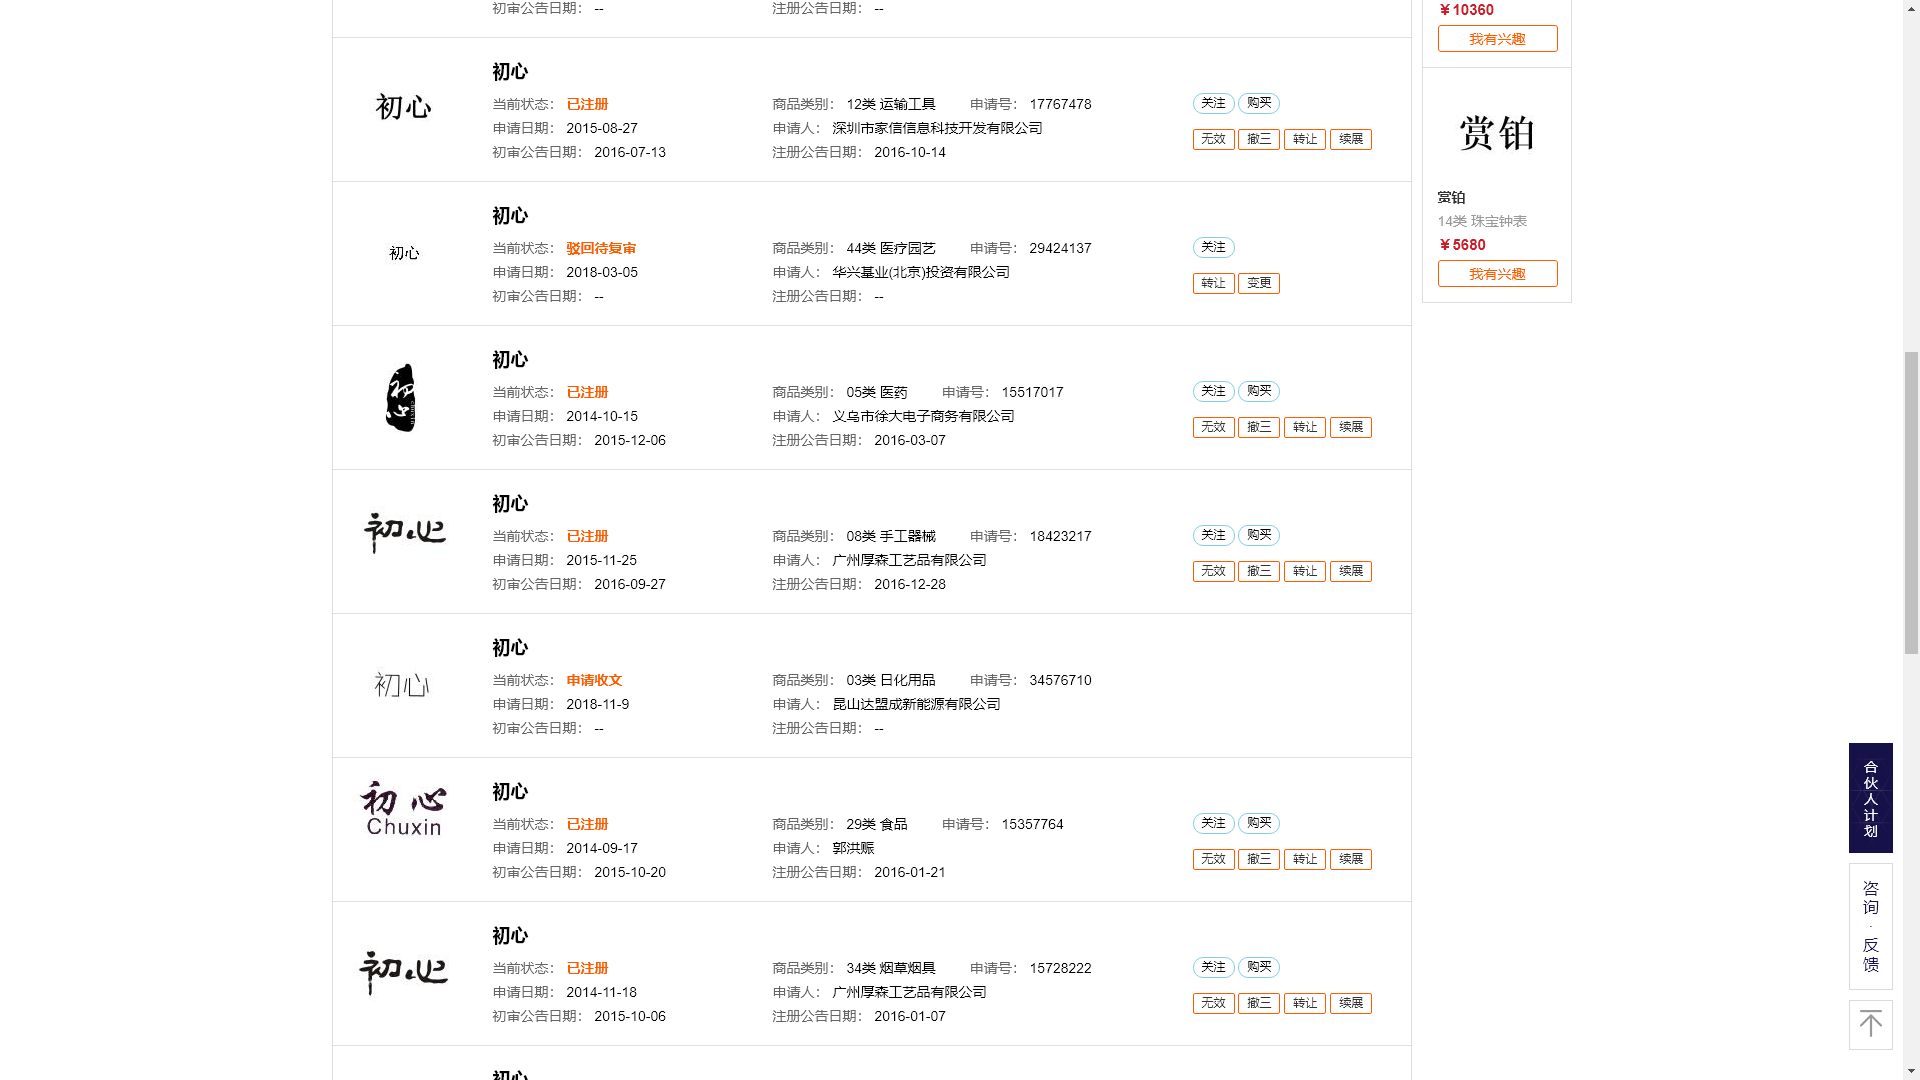 初审公告日期： --
注册公告日期： --
初心
初心
当前状态： 已注册
商品类别： 12类 运输工具
申请号： 17767478
关注
购买
申请日期： 2015-08-27
申请人： 深圳市家信信息科技开发有限公司
无效
撤三
转让
续展
初审公告日期： 2016-07-13
注册公告日期： 2016-10-14
初心
初心
当前状态： 驳回待复审
商品类别： 44类 医疗园艺
申请号： 29424137
关注
申请日期： 2018-03-05
申请人： 华兴基业(北京)投资有限公司
转让
变更
初审公告日期： --
注册公告日期： --
初心
初心
当前状态： 已注册
商品类别： 05类 医药
申请号： 15517017
关注
购买
申请日期： 2014-10-15
申请人： 义乌市徐大电子商务有限公司
无效
撤三
转让
续展
初审公告日期： 2015-12-06
注册公告日期： 2016-03-07
初心
初心
当前状态： 已注册
商品类别： 08类 手工器械
申请号： 18423217
关注
购买
申请日期： 2015-11-25
申请人： 广州厚森工艺品有限公司
无效
撤三
转让
续展
初审公告日期： 2016-09-27
注册公告日期： 2016-12-28
初心
初心
当前状态： 申请收文
商品类别： 03类 日化用品
申请号： 34576710
申请日期： 2018-11-9
申请人： 昆山达盟成新能源有限公司
初审公告日期： --
注册公告日期： --
初心
Chuxin
初心
当前状态： 已注册
商品类别： 29类 食品
申请号： 15357764
关注
购买
申请日期： 2014-09-17
申请人： 郭洪赈
无效
撤三
转让
续展
初审公告日期： 2015-10-20
注册公告日期： 2016-01-21
初心
初心
当前状态： 已注册
商品类别： 34类 烟草烟具
申请号： 15728222
关注
购买
申请日期： 2014-11-18
申请人： 广州厚森工艺品有限公司
无效
撤三
转让
续展
初审公告日期： 2015-10-06
注册公告日期： 2016-01-07
初心
￥10360
我有兴趣
赏铂
赏铂
14类 珠宝钟表
￥5680
我有兴趣
合伙人计划
咨询·反馈